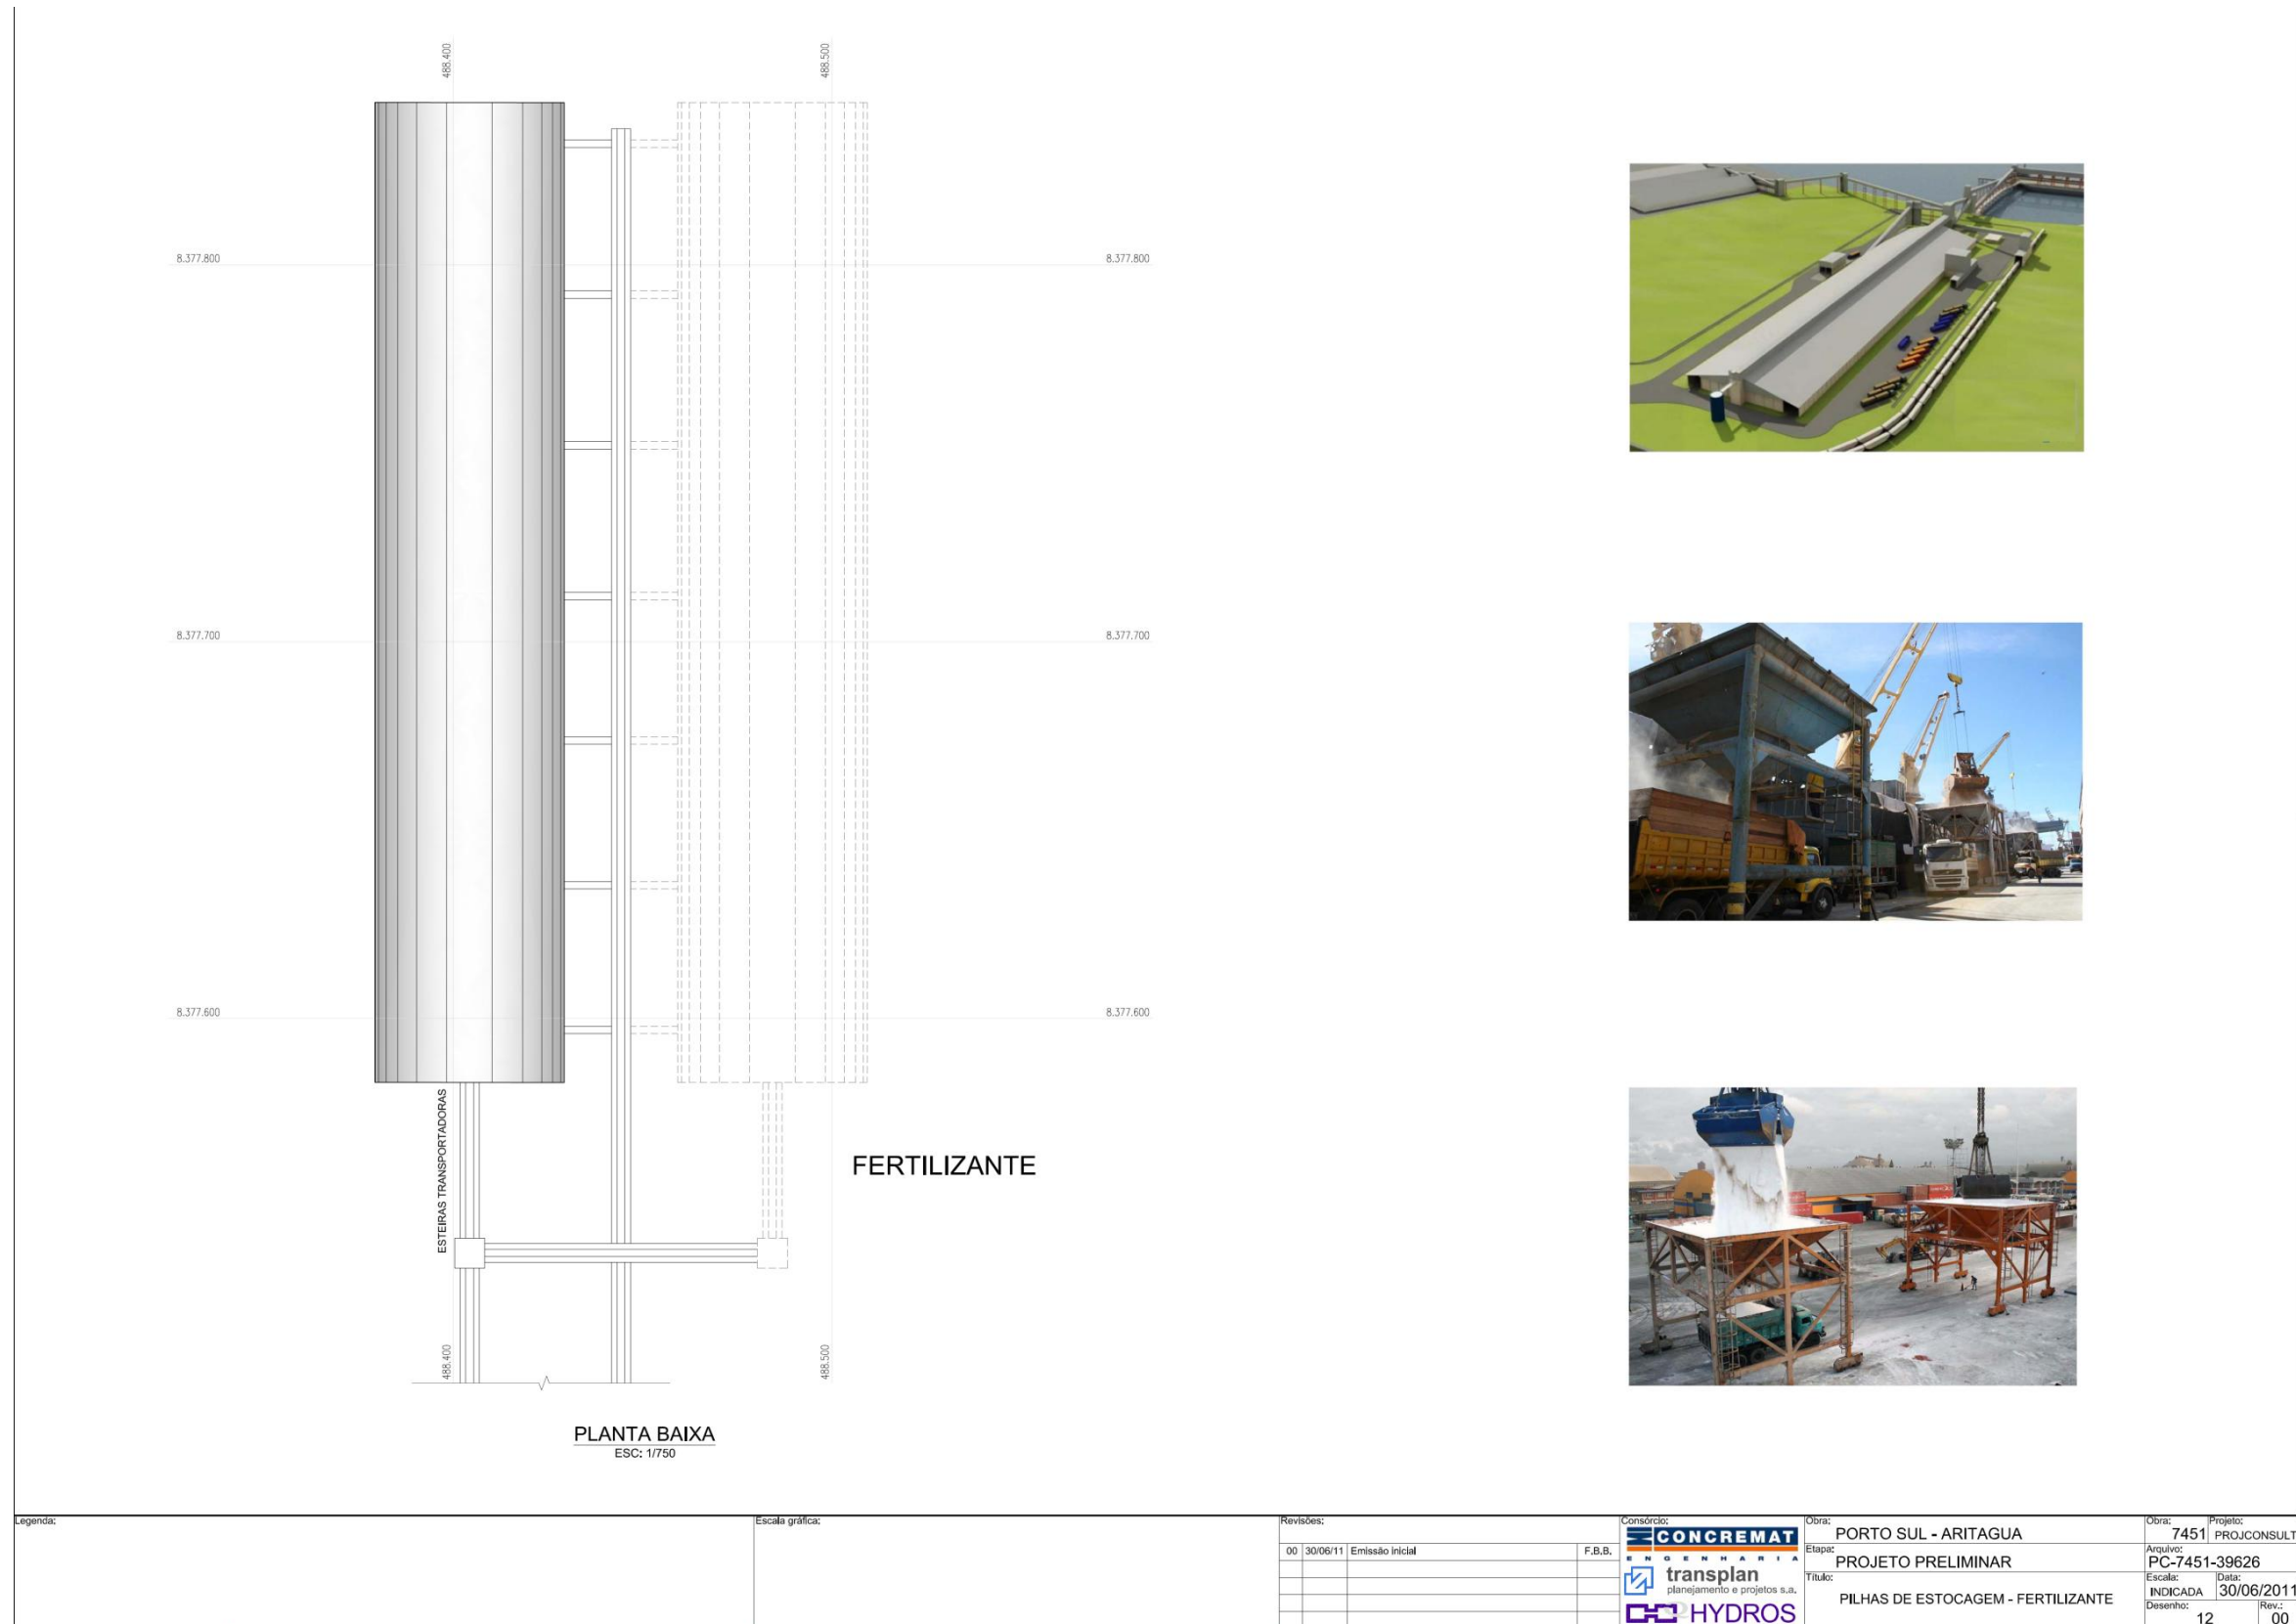 488.400
488.500
8.377.800
8.377.800
8.377.700
8.377.700
8.377.600
8.377.600
ESTEIRAS TRANSPORTADORAS
FERTILIZANTE
488.400
488.500
PLANTA BAIXA
ESC: 1/750
Legenda:
Escala gráfica:
Revisões:
00 30/06/11 Emissão inicial F.B.B.
Consórcio:
CONCREMAT
ENGENHARIA
transplan
planejamento e projetos s.a.
HYDROS
Obra:
PORTO SUL - ARITAGUA
Etapa:
PROJETO PRELIMINAR
Título:
PILHAS DE ESTOCAGEM - FERTILIZANTE
Obra:
7451
Projeto:
PROJCONSULT
Arquivo:
PC-7451-39626
Escala:
INDICADA
Data:
30/06/2011
Desenho:
12
Rev.:
00